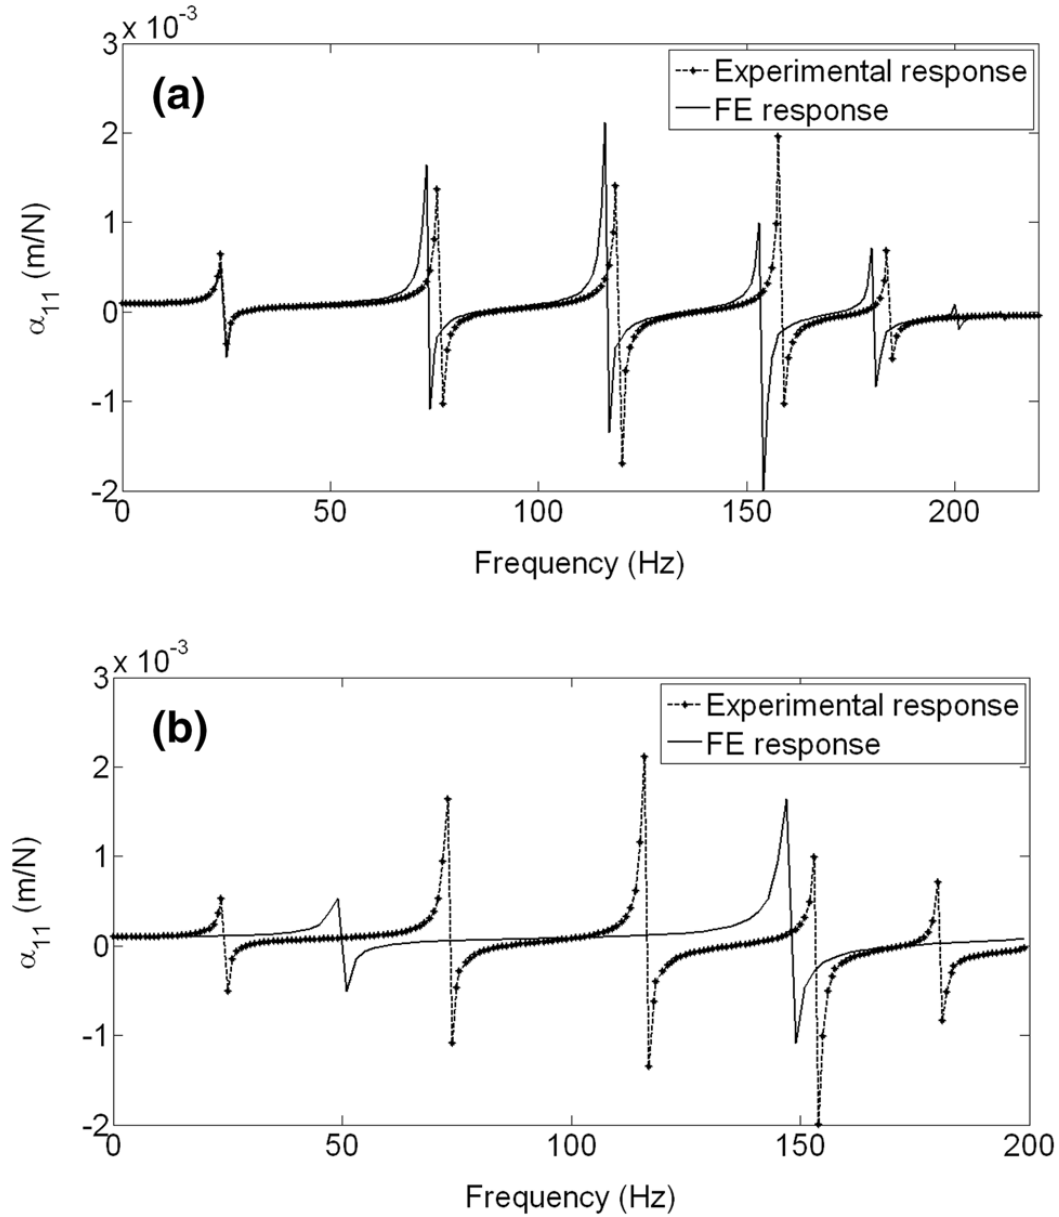 3 × 10⁻³
(a)
Experimental response
FE response
2
1
0
-1
-2
α₁₁ (m/N)
0 50 100 150 200
Frequency (Hz)
3 × 10⁻³
(b)
Experimental response
FE response
2
1
0
-1
-2
α₁₁ (m/N)
0 50 100 150 200
Frequency (Hz)